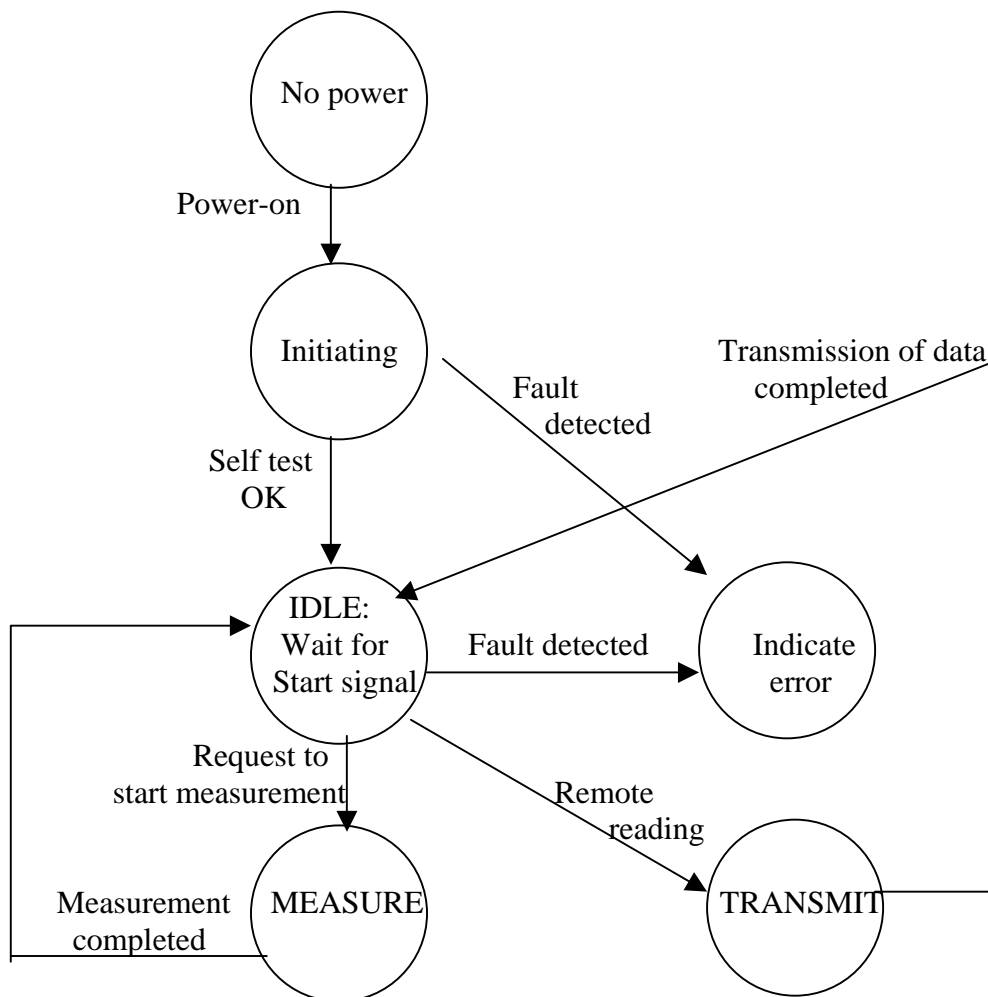 No power
Power-on
Initiating
Transmission of data
completed
Fault
detected
Self test
OK
IDLE:
Wait for
Start signal
Fault detected
Indicate
error
Request to
start measurement
Remote
reading
Measurement
completed
MEASURE
TRANSMIT